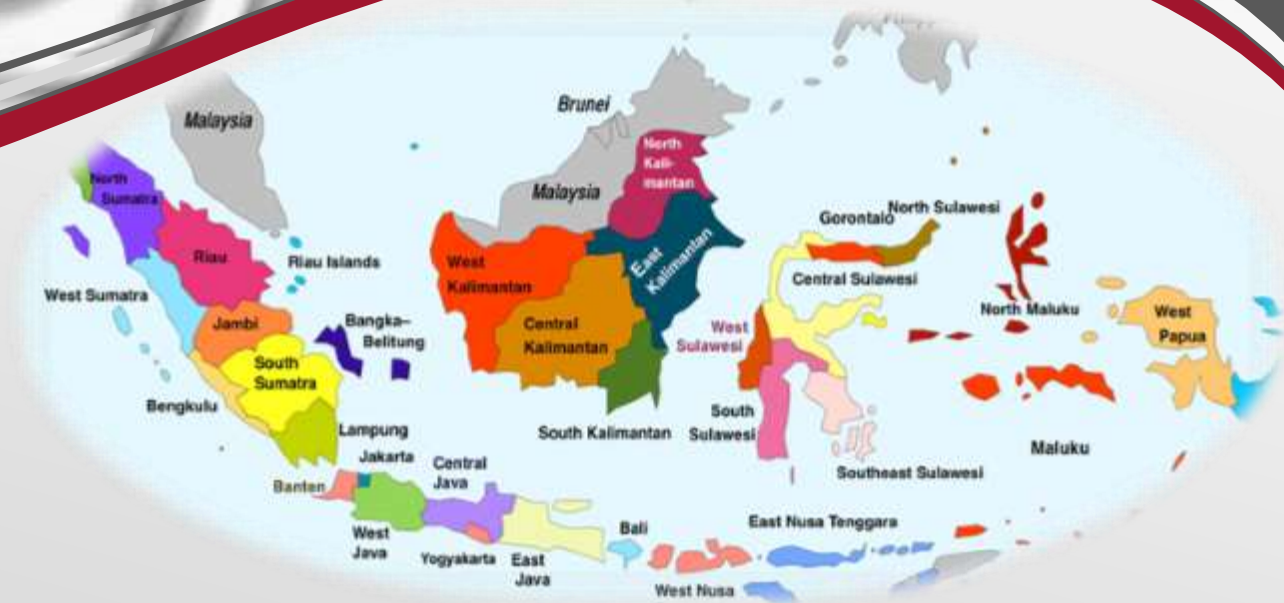 Malaysia
Brunei
North
Kali-
mantan
Malaysia
North
Sumatra
Riau
Riau Islands
West Sumatra
Jambi
Bangka–
Belitung
South
Sumatra
Bengkulu
Lampung
West
Kalimantan
Central
Kalimantan
East
Kalimantan
South Kalimantan
Gorontalo
North Sulawesi
Central Sulawesi
West
Sulawesi
South
Sulawesi
Southeast Sulawesi
North Maluku
West
Papua
Maluku
Jakarta
Banten
Central
Java
West
Java
Yogyakarta
East
Java
Bali
East Nusa Tenggara
West Nusa